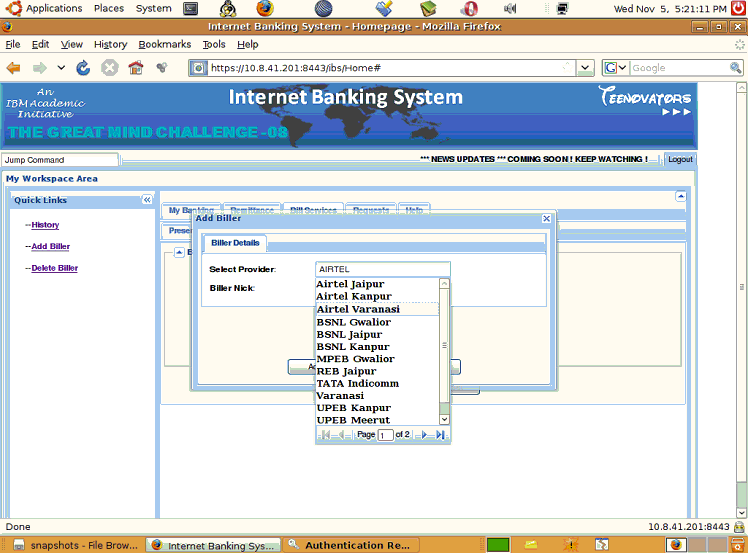 Applications Places System Wed Nov 5, 5:21:11 PM
Internet Banking System - Homepage - Mozilla Firefox
File Edit View History Bookmarks Tools Help
https://10.8.41.201:8443/ibs/Home#
Google
An
IBM Academic
Initiative
Internet Banking System
TEENOVATORS
THE GREAT MIND CHALLENGE -08
Jump Command
*** NEWS UPDATES *** COMING SOON ! KEEP WATCHING !
Logout
My Workspace Area
Quick Links
--History
--Add Biller
--Delete Biller
My Banking Remittance Bill Services Requests Help
Presen
Add Biller
Biller Details
Select Provider:
AIRTEL
Biller Nick:
Airtel Jaipur
Airtel Kanpur
Airtel Varanasi
BSNL Gwalior
BSNL Jaipur
BSNL Kanpur
MPEB Gwalior
REB Jaipur
TATA Indicomm
Varanasi
UPEB Kanpur
UPEB Meerut
Page 1 of 2
Done
10.8.41.201:8443
snapshots - File Brow...
Internet Banking Sys...
Authentication Re...